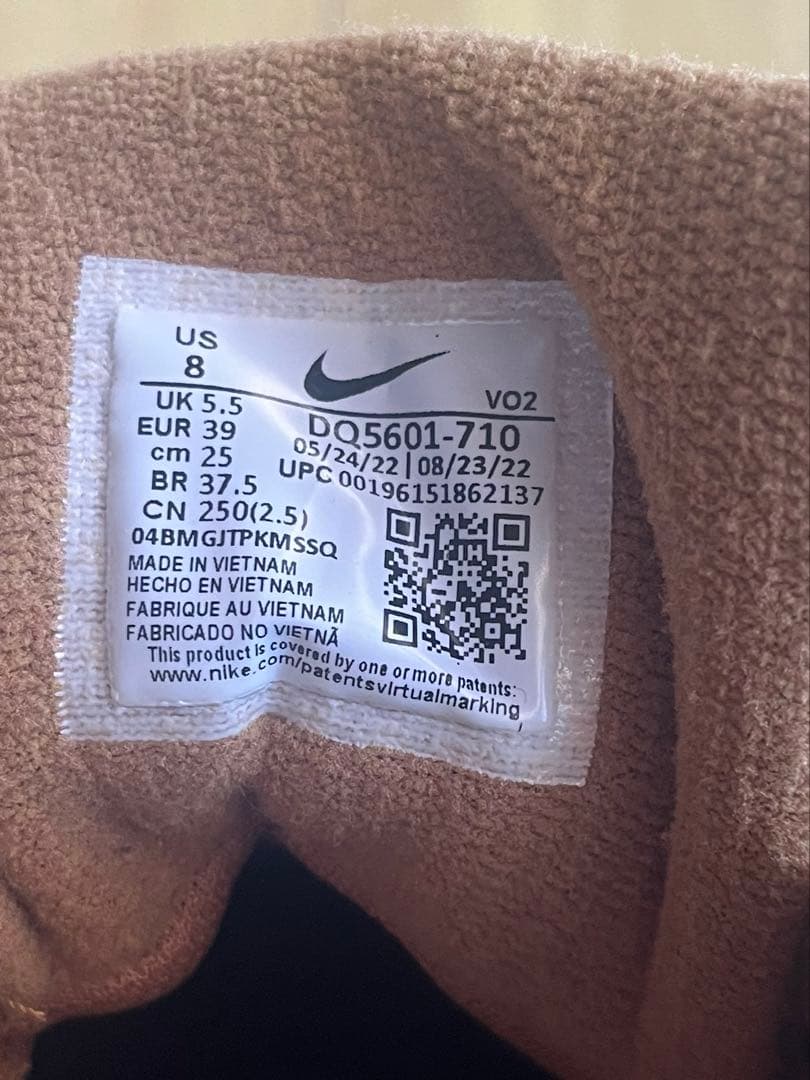 US
8
VO2
UK 5.5
EUR 39
cm 25
BR 37.5
CN 250(2.5)
DQ5601-710
05/24/22 | 08/23/22
UPC 00196151862137
04BMGJTPKMSSQ
MADE IN VIETNAM
HECHO EN VIETNAM
FABRIQUE AU VIETNAM
FABRICADO NO VIETNÃ
This product is covered by one or more patents:
www.nike.com/patentsvirtualmarking